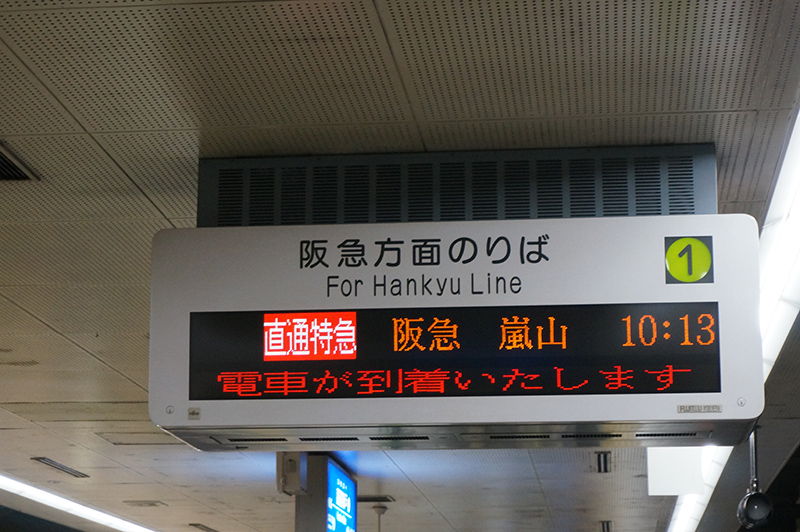 阪急方面のりば
For Hankyu Line
1
直通特急 阪急 嵐山 10:13
電車が到着いたします
FUJITSU